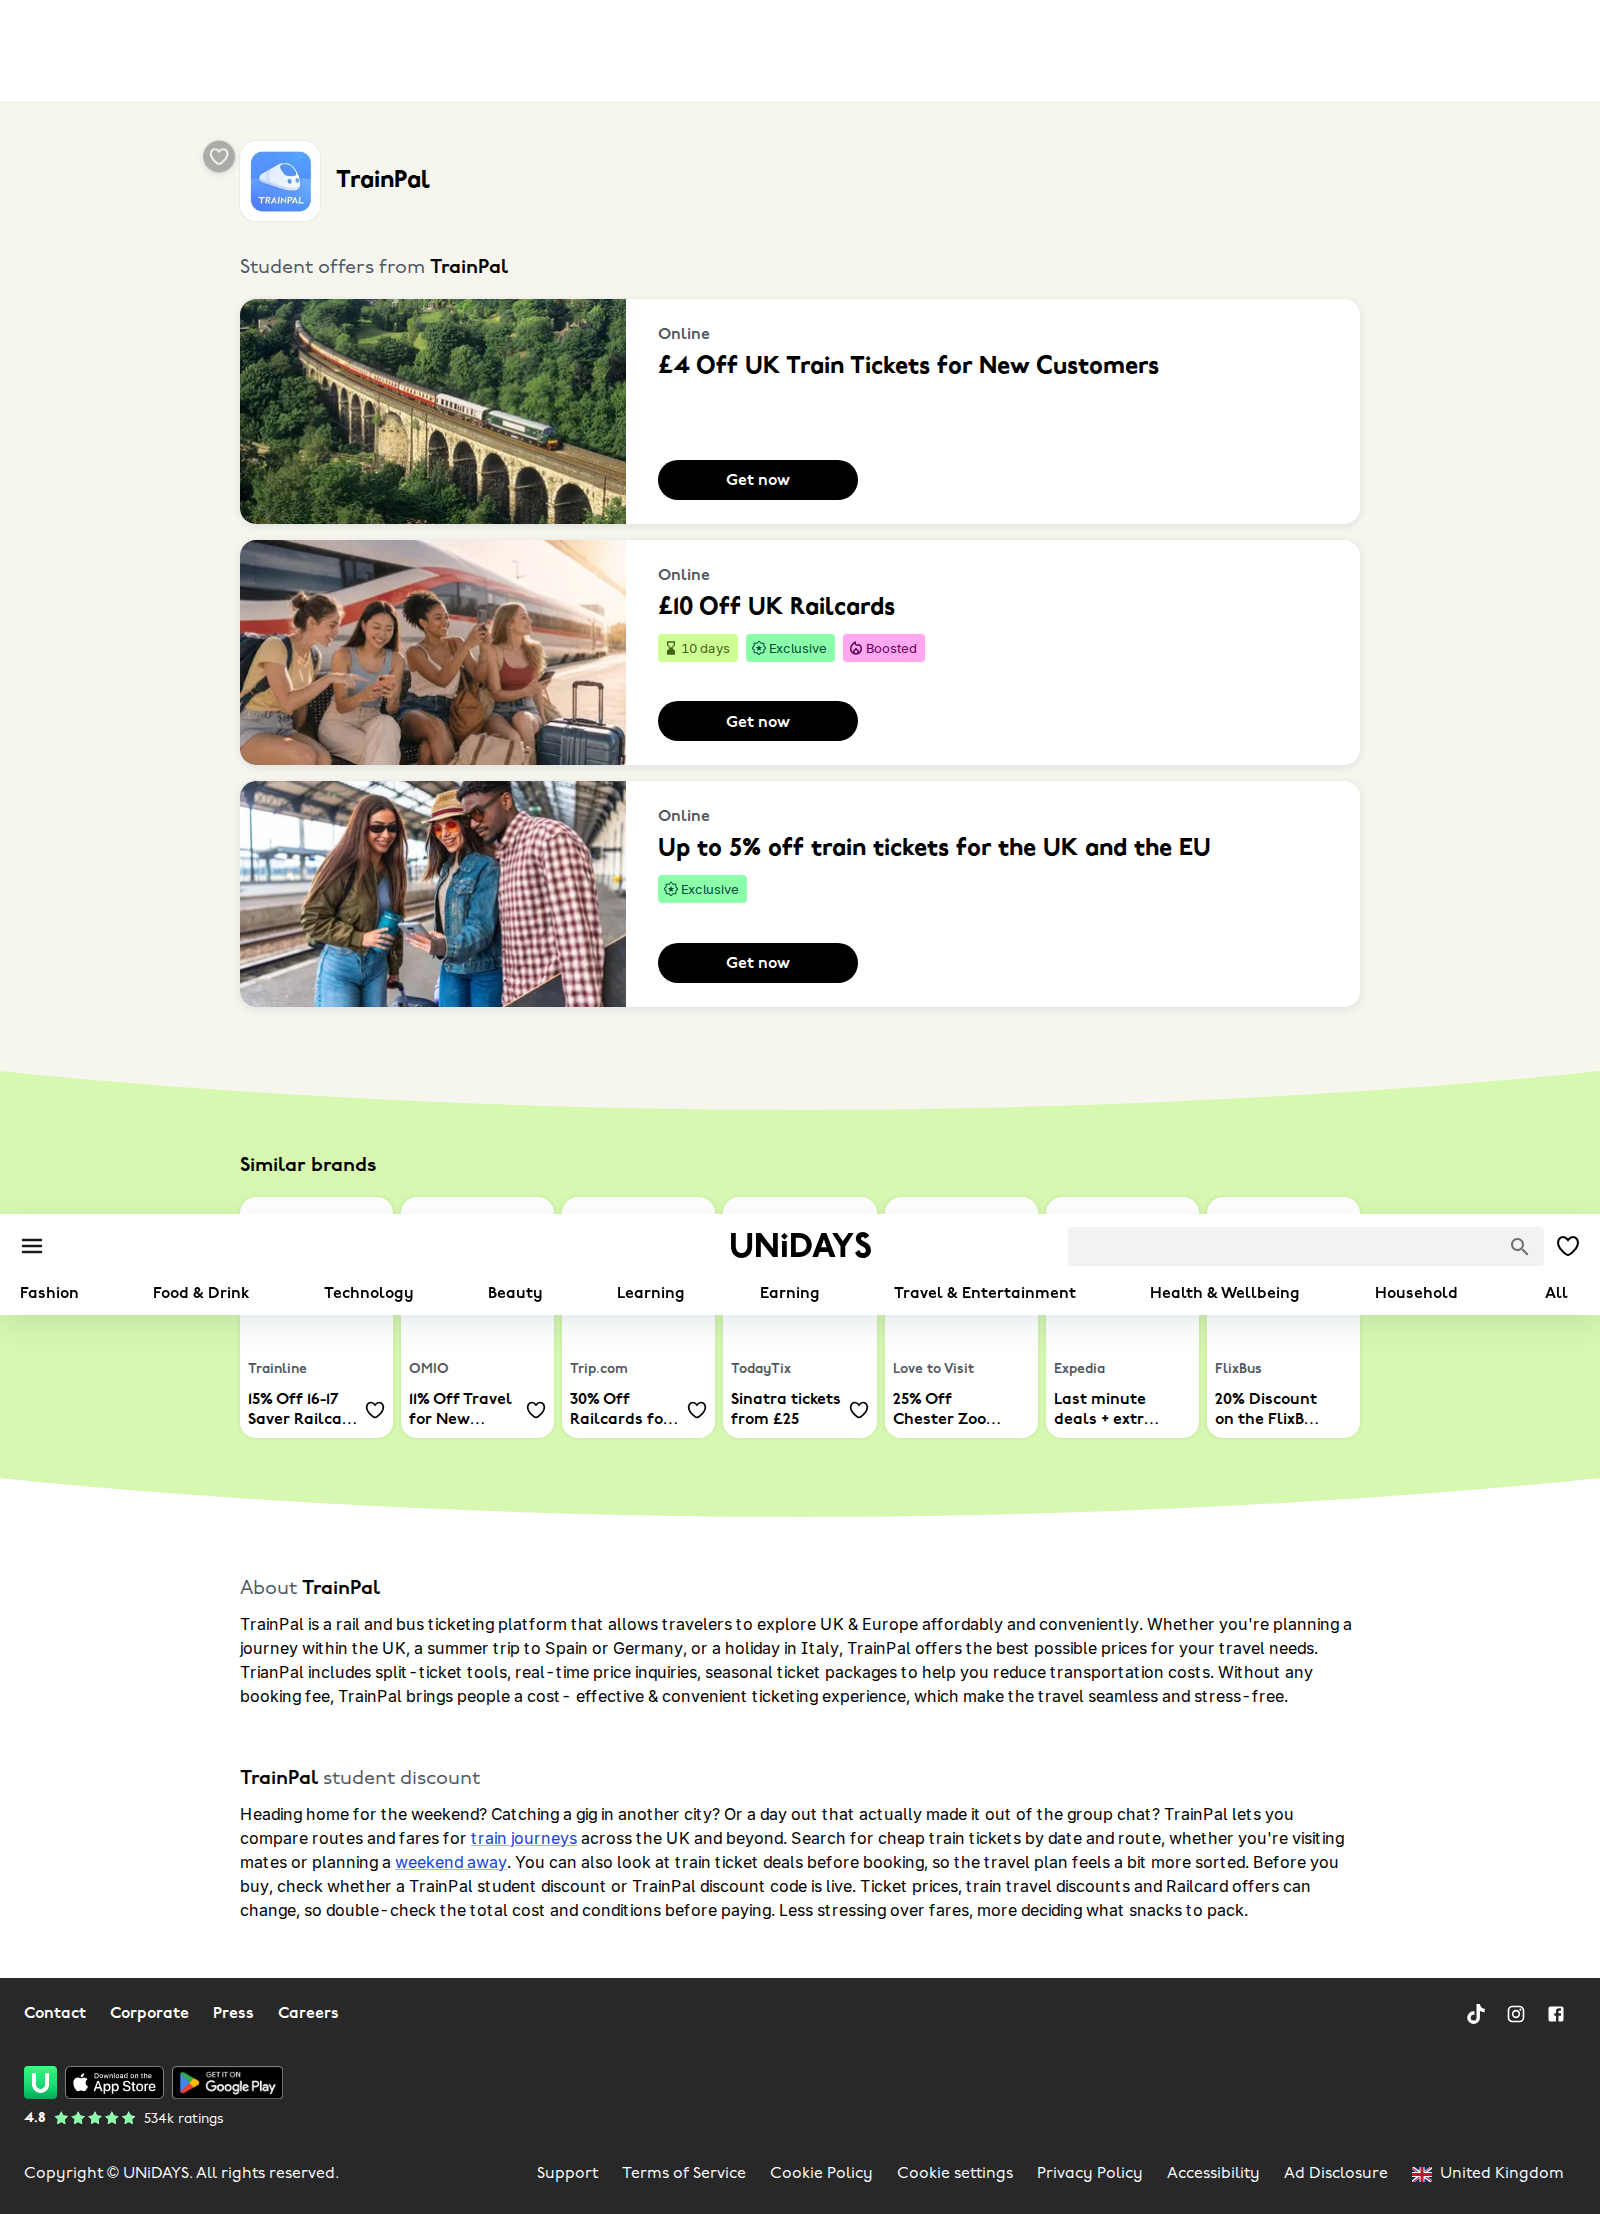 TRAINPAL
TrainPal
Student offers from TrainPal
Online
£4 Off UK Train Tickets for New Customers
Get now
Online
£10 Off UK Railcards
10 days Exclusive Boosted
Get now
Online
Up to 5% off train tickets for the UK and the EU
Exclusive
Get now
Similar brands
UNiDAYS
Fashion Food & Drink Technology Beauty Learning Earning Travel & Entertainment Health & Wellbeing Household All
Trainline OMIO Trip.com TodayTix Love to Visit Expedia FlixBus
15% Off 16-17 11% Off Travel 30% Off Sinatra tickets 25% Off Last minute 20% Discount
Saver Railca... for New... Railcards fo... from £25 Chester Zoo... deals + extr... on the FlixB...
About TrainPal
TrainPal is a rail and bus ticketing platform that allows travelers to explore UK & Europe affordably and conveniently. Whether you're planning a
journey within the UK, a summer trip to Spain or Germany, or a holiday in Italy, TrainPal offers the best possible prices for your travel needs.
TrianPal includes split-ticket tools, real-time price inquiries, seasonal ticket packages to help you reduce transportation costs. Without any
booking fee, TrainPal brings people a cost- effective & convenient ticketing experience, which make the travel seamless and stress-free.
TrainPal student discount
Heading home for the weekend? Catching a gig in another city? Or a day out that actually made it out of the group chat? TrainPal lets you
compare routes and fares for train journeys across the UK and beyond. Search for cheap train tickets by date and route, whether you're visiting
mates or planning a weekend away. You can also look at train ticket deals before booking, so the travel plan feels a bit more sorted. Before you
buy, check whether a TrainPal student discount or TrainPal discount code is live. Ticket prices, train travel discounts and Railcard offers can
change, so double-check the total cost and conditions before paying. Less stressing over fares, more deciding what snacks to pack.
Contact Corporate Press Careers
U Download on the App Store GET IT ON Google Play
4.8 534k ratings
Copyright © UNiDAYS. All rights reserved. Support Terms of Service Cookie Policy Cookie settings Privacy Policy Accessibility Ad Disclosure United Kingdom